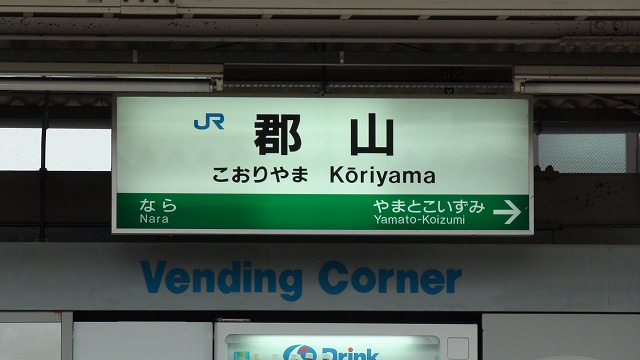 JR 郡山
こおりやま Kōriyama
なら やまとこいずみ →
Nara Yamato-Koizumi
Vending Corner
Drink